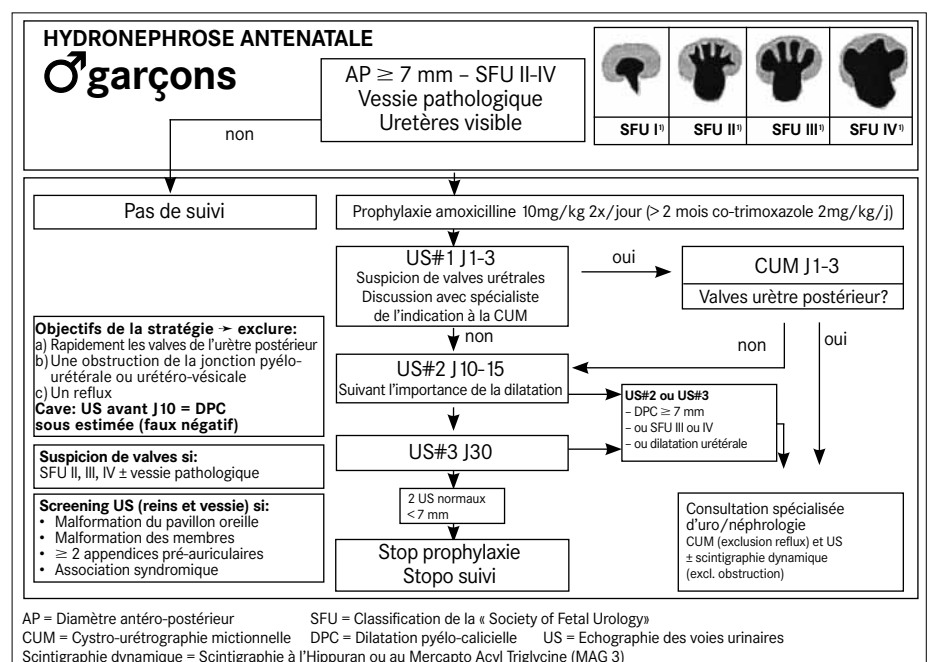 HYDRONEPHROSE ANTENATALE
♂garçons
AP ≥ 7 mm – SFU II-IV
Vessie pathologique
Uretères visible
SFU I¹⁾ SFU II¹⁾ SFU III¹⁾ SFU IV¹⁾
non
Pas de suivi
Prophylaxie amoxicilline 10mg/kg 2x/jour (> 2 mois co-trimoxazole 2mg/kg/j)
US#1 J1-3
Suspicion de valves urétrales
Discussion avec spécialiste
de l'indication à la CUM
oui
CUM J1-3
Valves urètre postérieur?
non
non
oui
Objectifs de la stratégie → exclure:
a) Rapidement les valves de l'urètre postérieur
b) Une obstruction de la jonction pyélo-
urétérale ou urétéro-vésicale
c) Un reflux
Cave: US avant J10 = DPC
sous estimée (faux négatif)
US#2 J10-15
Suivant l'importance de la dilatation
US#2 ou US#3
– DPC ≥ 7 mm
– ou SFU III ou IV
– ou dilatation urétérale
US#3 J30
Suspicion de valves si:
SFU II, III, IV ± vessie pathologique
Screening US (reins et vessie) si:
• Malformation du pavillon oreille
• Malformation des membres
• ≥ 2 appendices pré-auriculaires
• Association syndromique
2 US normaux
< 7 mm
Stop prophylaxie
Stopo suivi
Consultation spécialisée
d'uro/néphrologie
CUM (exclusion reflux) et US
± scintigraphie dynamique
(excl. obstruction)
AP = Diamètre antéro-postérieur SFU = Classification de la « Society of Fetal Urology»
CUM = Cystro-urétrographie mictionnelle DPC = Dilatation pyélo-calicielle US = Echographie des voies urinaires
Scintigraphie dynamique = Scintigraphie à l'Hippuran ou au Mercapto Acyl Triglycine (MAG 3)